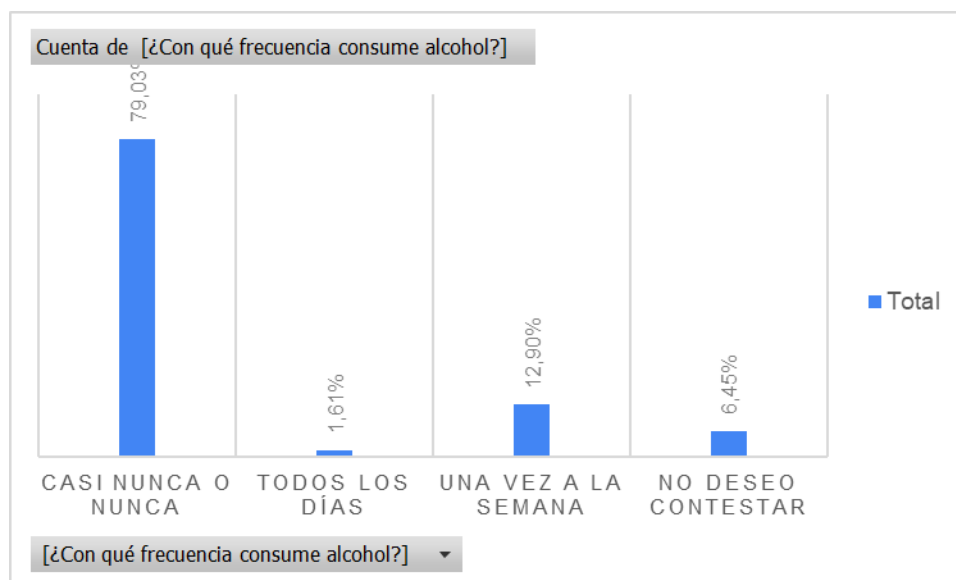 Cuenta de [¿Con qué frecuencia consume alcohol?]
79,03%
1,61%
12,90%
6,45%
Total
CASI NUNCA O
NUNCA
TODOS LOS
DÍAS
UNA VEZ A LA
SEMANA
NO DESEO
CONTESTAR
[¿Con qué frecuencia consume alcohol?]